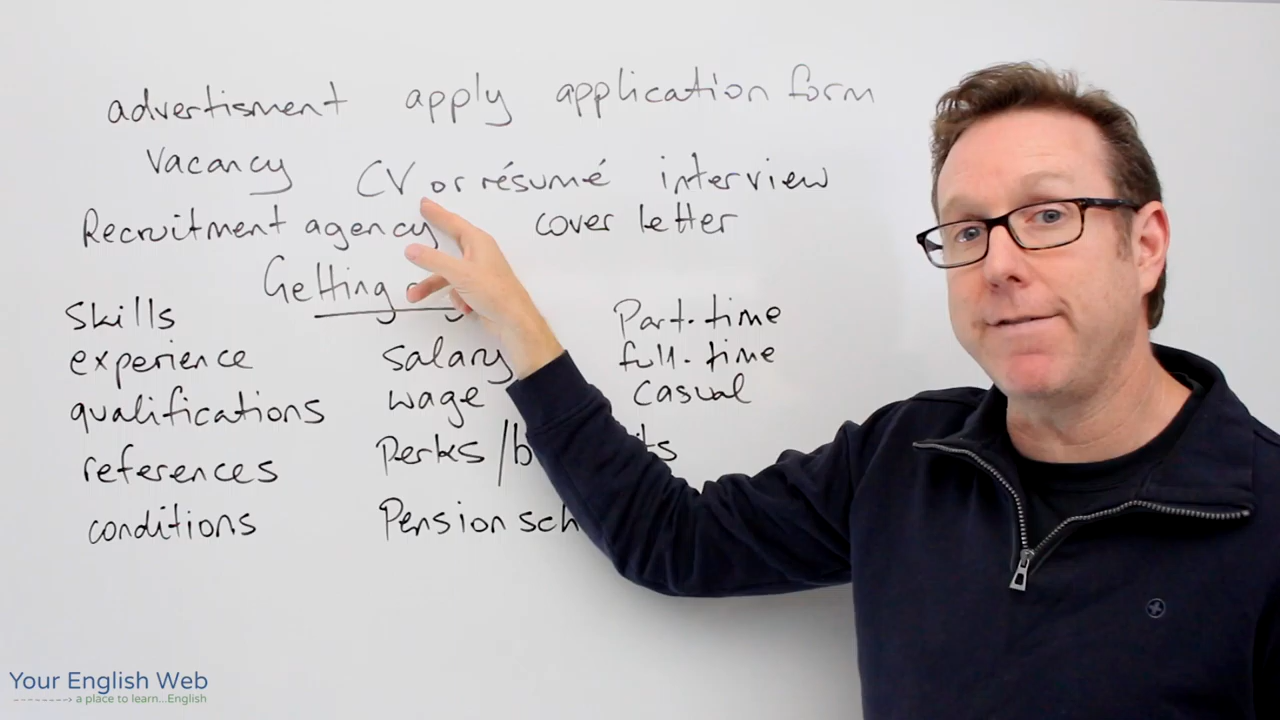 advertisment apply application form
Vacancy CV or résumé interview
Recruitment agency cover letter
Getting
Skills
experience
qualifications
references
conditions
salary
wage
Perks /b
Pension sch
Part-time
full-time
casual
Your English Web
a place to learn...English